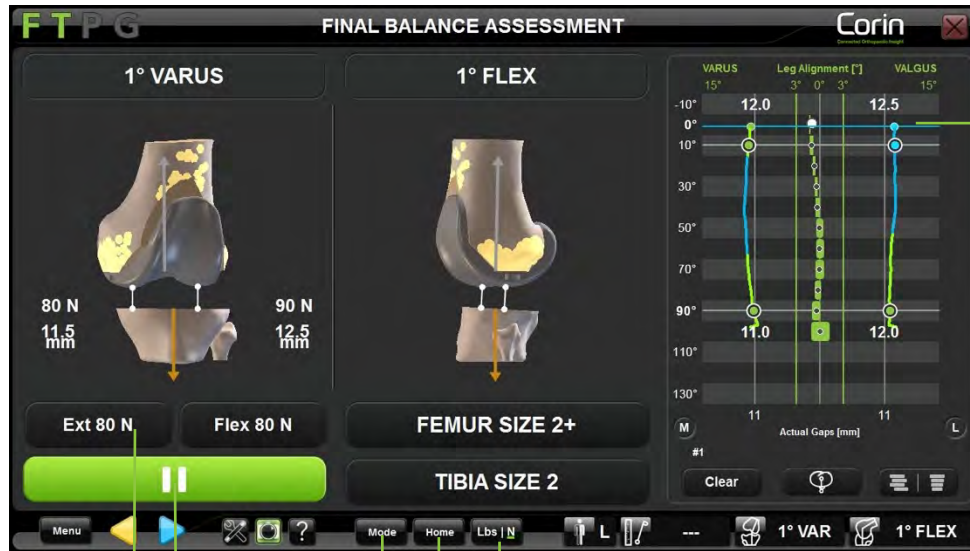 F T P G
FINAL BALANCE ASSESSMENT
Corin
Connected Orthopaedic Insight
1° VARUS
1° FLEX
80 N
11.5
mm
90 N
12.5
mm
Ext 80 N
Flex 80 N
FEMUR SIZE 2+
TIBIA SIZE 2
VARUS Leg Alignment [°] VALGUS
15° 3° 0° 3° 15°
-10° 12.0 12.5
0°
10°
30°
50°
70°
90°
11.0 12.0
110°
130°
11 11
M Actual Gaps [mm] L
#1
Clear
Menu ? Mode Home Lbs | N L --- 1° VAR 1° FLEX